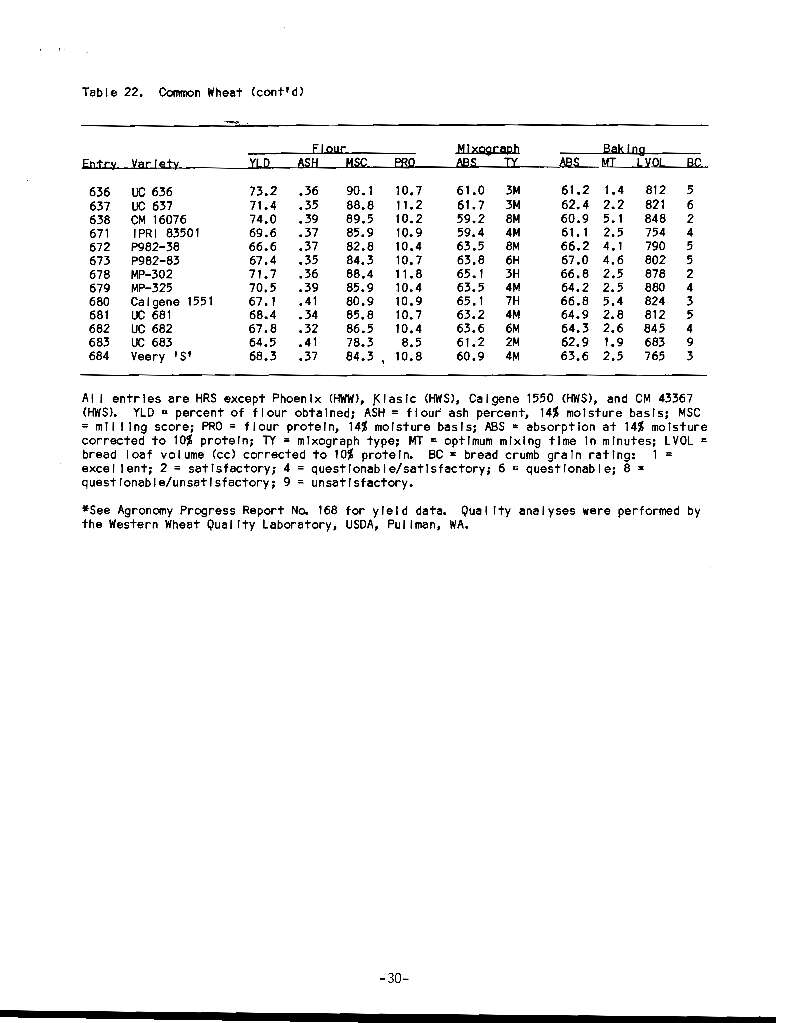 Table 22. Common Wheat (cont'd)
Flour Mixograph Baking
Entry Variety YLD ASH MSC PRO ABS TY ABS MT LVOL BC
636 UC 636 73.2 .36 90.1 10.7 61.0 3M 61.2 1.4 812 5
637 UC 637 71.4 .35 88.8 11.2 61.7 3M 62.4 2.2 821 6
638 CM 16076 74.0 .39 89.5 10.2 59.2 8M 60.9 5.1 848 2
671 IPRI 83501 69.6 .37 85.9 10.9 59.4 4M 61.1 2.5 754 4
672 P982-38 66.6 .37 82.8 10.4 63.5 8M 66.2 4.1 790 5
673 P982-83 67.4 .35 84.3 10.7 63.8 6H 67.0 4.6 802 5
678 MP-302 71.7 .36 88.4 11.8 65.1 3H 66.8 2.5 878 2
679 MP-325 70.5 .39 85.9 10.4 63.5 4M 64.2 2.5 880 4
680 Calgene 1551 67.1 .41 80.9 10.9 65.1 7H 66.8 5.4 824 3
681 UC 681 68.4 .34 85.8 10.7 63.2 4M 64.9 2.8 812 5
682 UC 682 67.8 .32 86.5 10.4 63.6 6M 64.3 2.6 845 4
683 UC 683 64.5 .41 78.3 8.5 61.2 2M 62.9 1.9 683 9
684 Veery 'S' 68.3 .37 84.3 10.8 60.9 4M 63.6 2.5 765 3
All entries are HRS except Phoenix (HWW), Klasic (HWS), Calgene 1550 (HWS), and CM 43367
(HWS). YLD = percent of flour obtained; ASH = flour ash percent, 14% moisture basis; MSC
= milling score; PRO = flour protein, 14% moisture basis; ABS = absorption at 14% moisture
corrected to 10% protein; TY = mixograph type; MT = optimum mixing time in minutes; LVOL =
bread loaf volume (cc) corrected to 10% protein. BC = bread crumb grain rating: 1 =
excellent; 2 = satisfactory; 4 = questionable/satisfactory; 6 = questionable; 8 =
questionable/unsatisfactory; 9 = unsatisfactory.
*See Agronomy Progress Report No. 168 for yield data. Quality analyses were performed by
the Western Wheat Quality Laboratory, USDA, Pullman, WA.
-30-